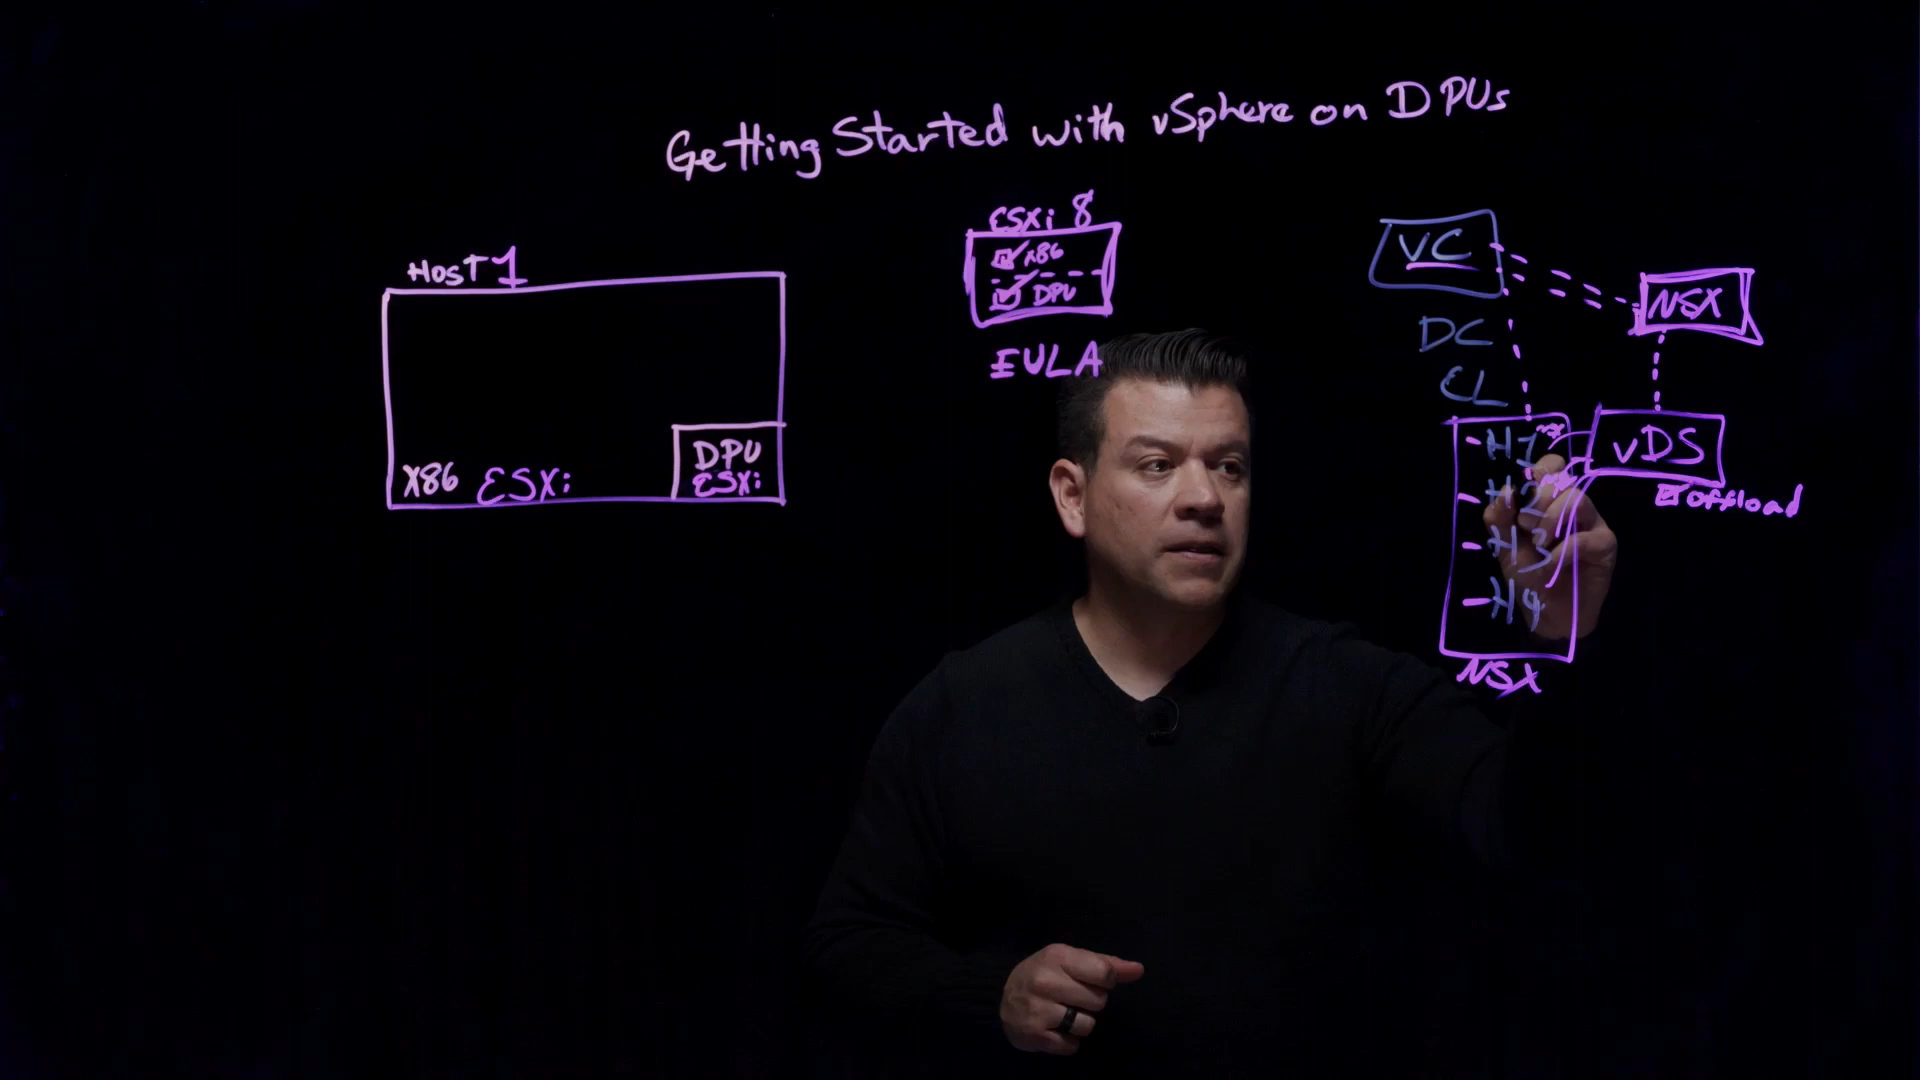 Getting Started with vSphere on DPUs
HOST 1
X86 ESXi
DPU
ESXi
ESXi 8
X86
DPU
EULA
VC
DC
CL
H1
H2
H3
H4
NSX
NSX
vDS
offload